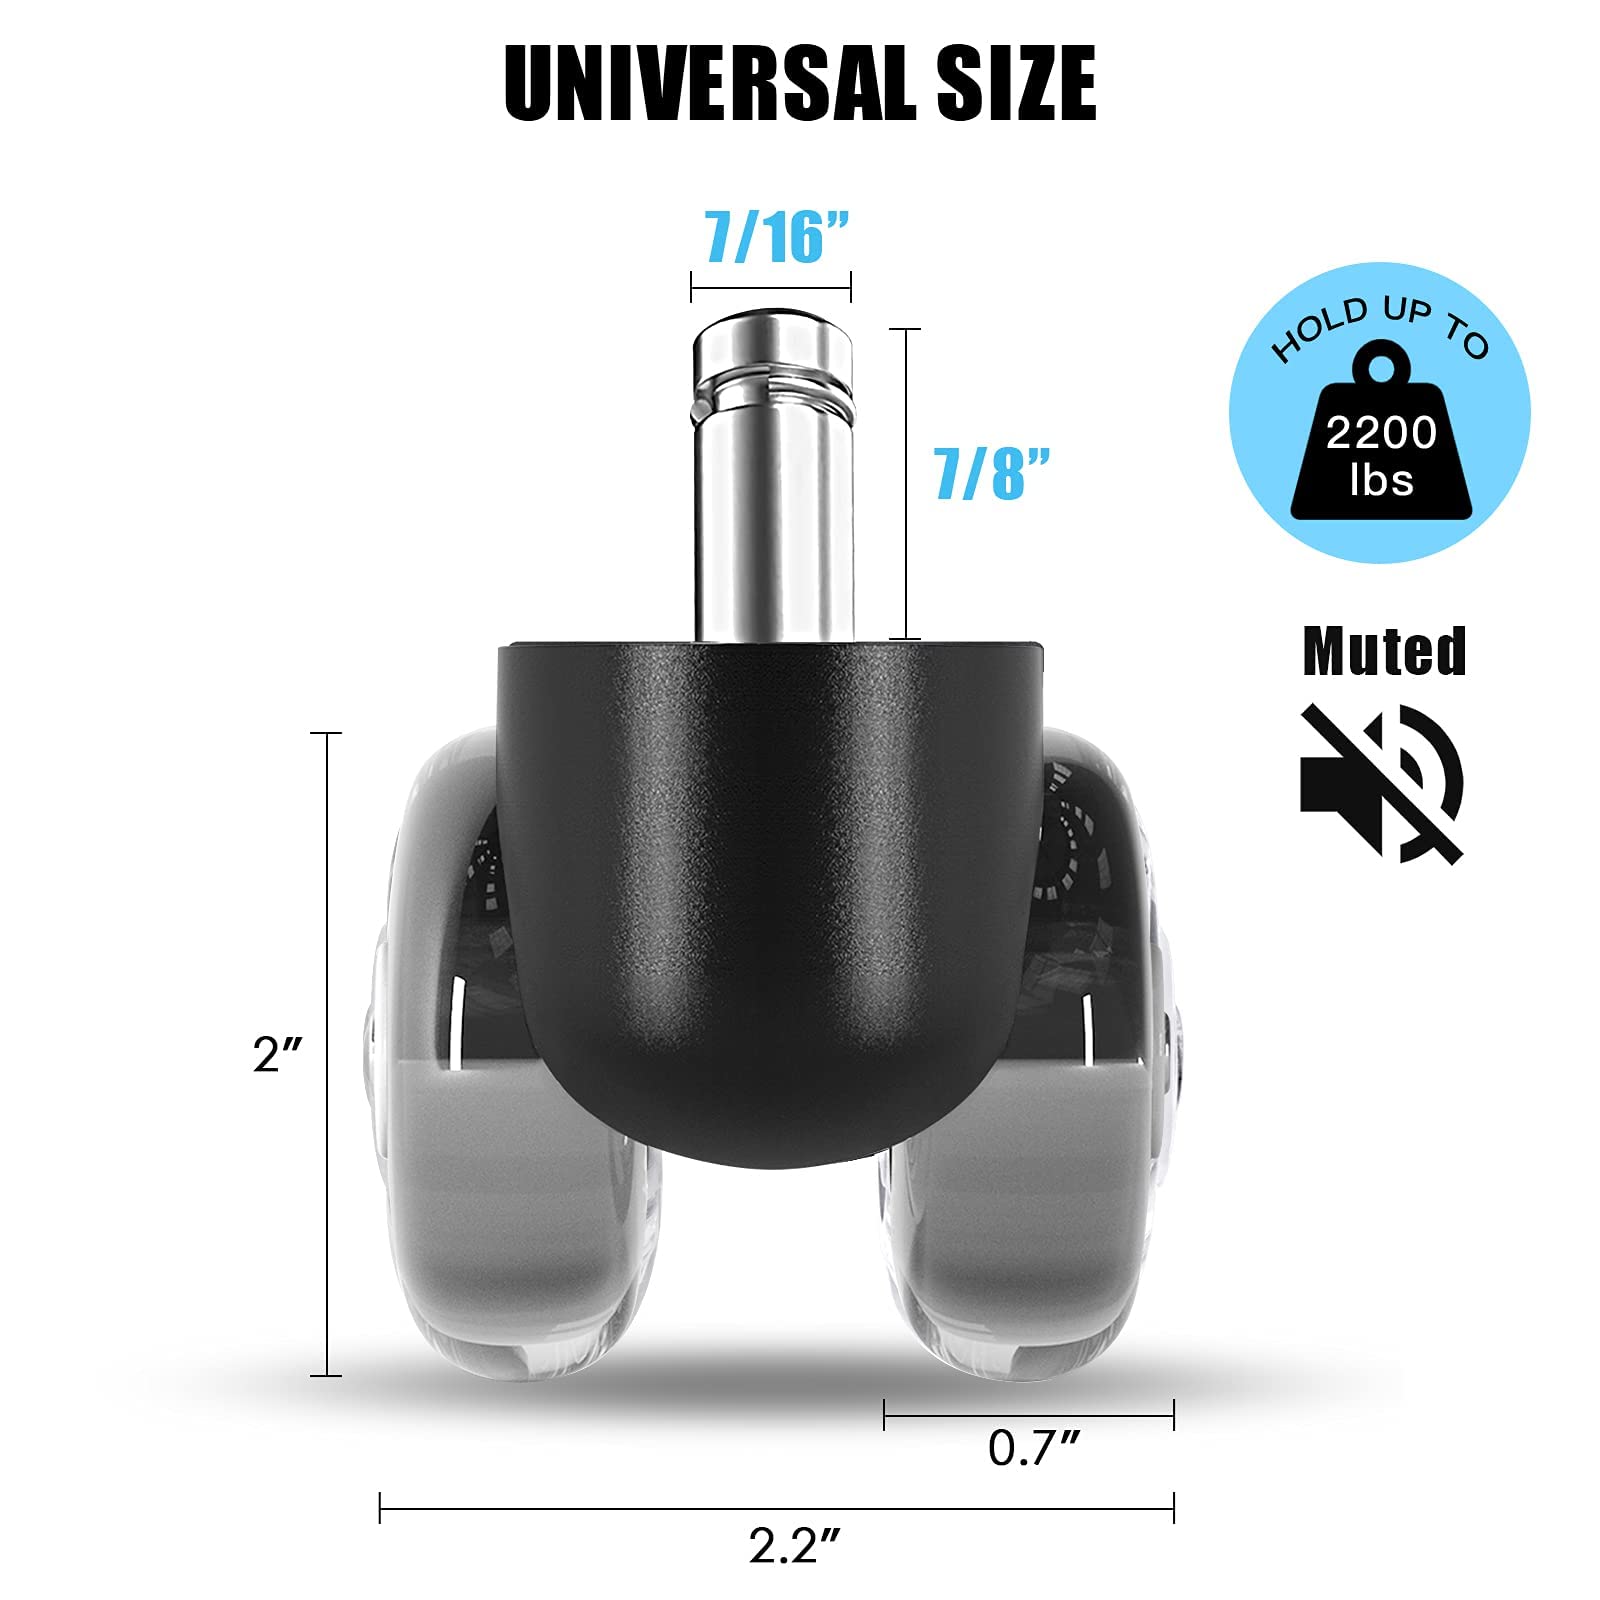 UNIVERSAL SIZE
7/16”
HOLD UP TO
2200
lbs
7/8”
Muted
2”
0.7”
2.2”